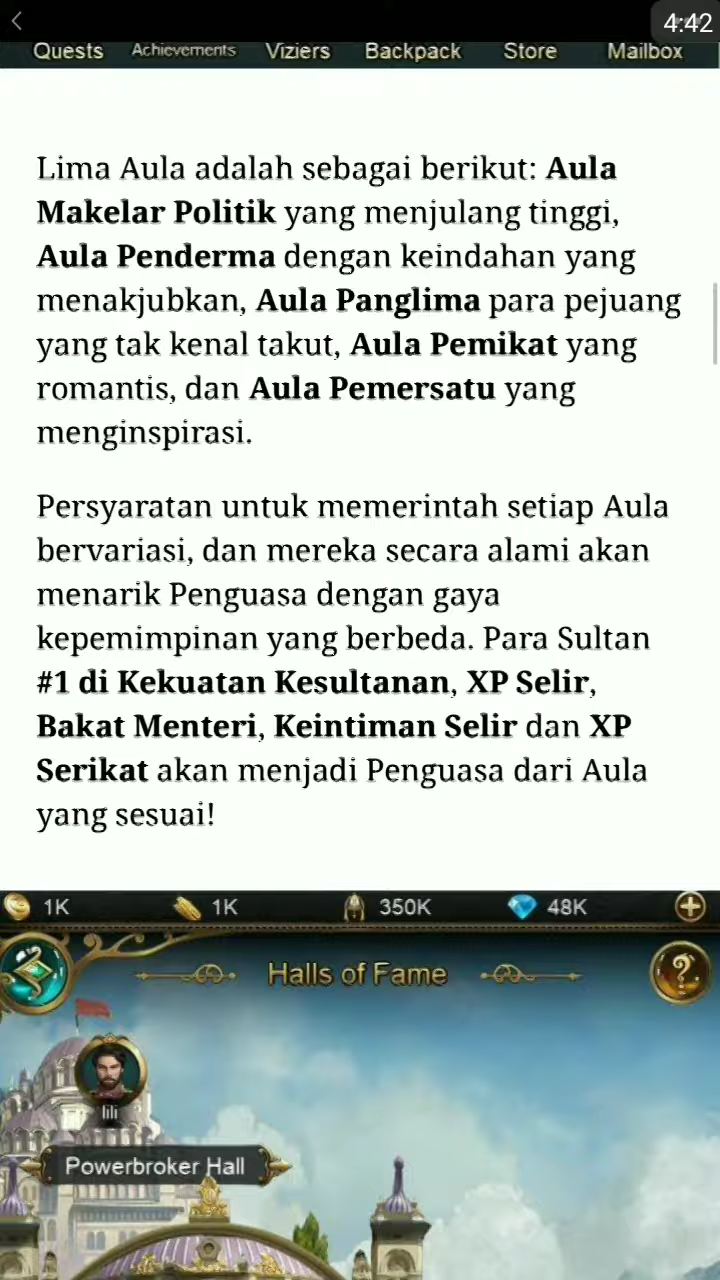 4:42
Quests Achievements Viziers Backpack Store Mailbox
Lima Aula adalah sebagai berikut: Aula
Makelar Politik yang menjulang tinggi,
Aula Penderma dengan keindahan yang
menakjubkan, Aula Panglima para pejuang
yang tak kenal takut, Aula Pemikat yang
romantis, dan Aula Pemersatu yang
menginspirasi.
Persyaratan untuk memerintah setiap Aula
bervariasi, dan mereka secara alami akan
menarik Penguasa dengan gaya
kepemimpinan yang berbeda. Para Sultan
#1 di Kekuatan Kesultanan, XP Selir,
Bakat Menteri, Keintiman Selir dan XP
Serikat akan menjadi Penguasa dari Aula
yang sesuai!
1K 1K 350K 48K
Halls of Fame
?
lili
Powerbroker Hall